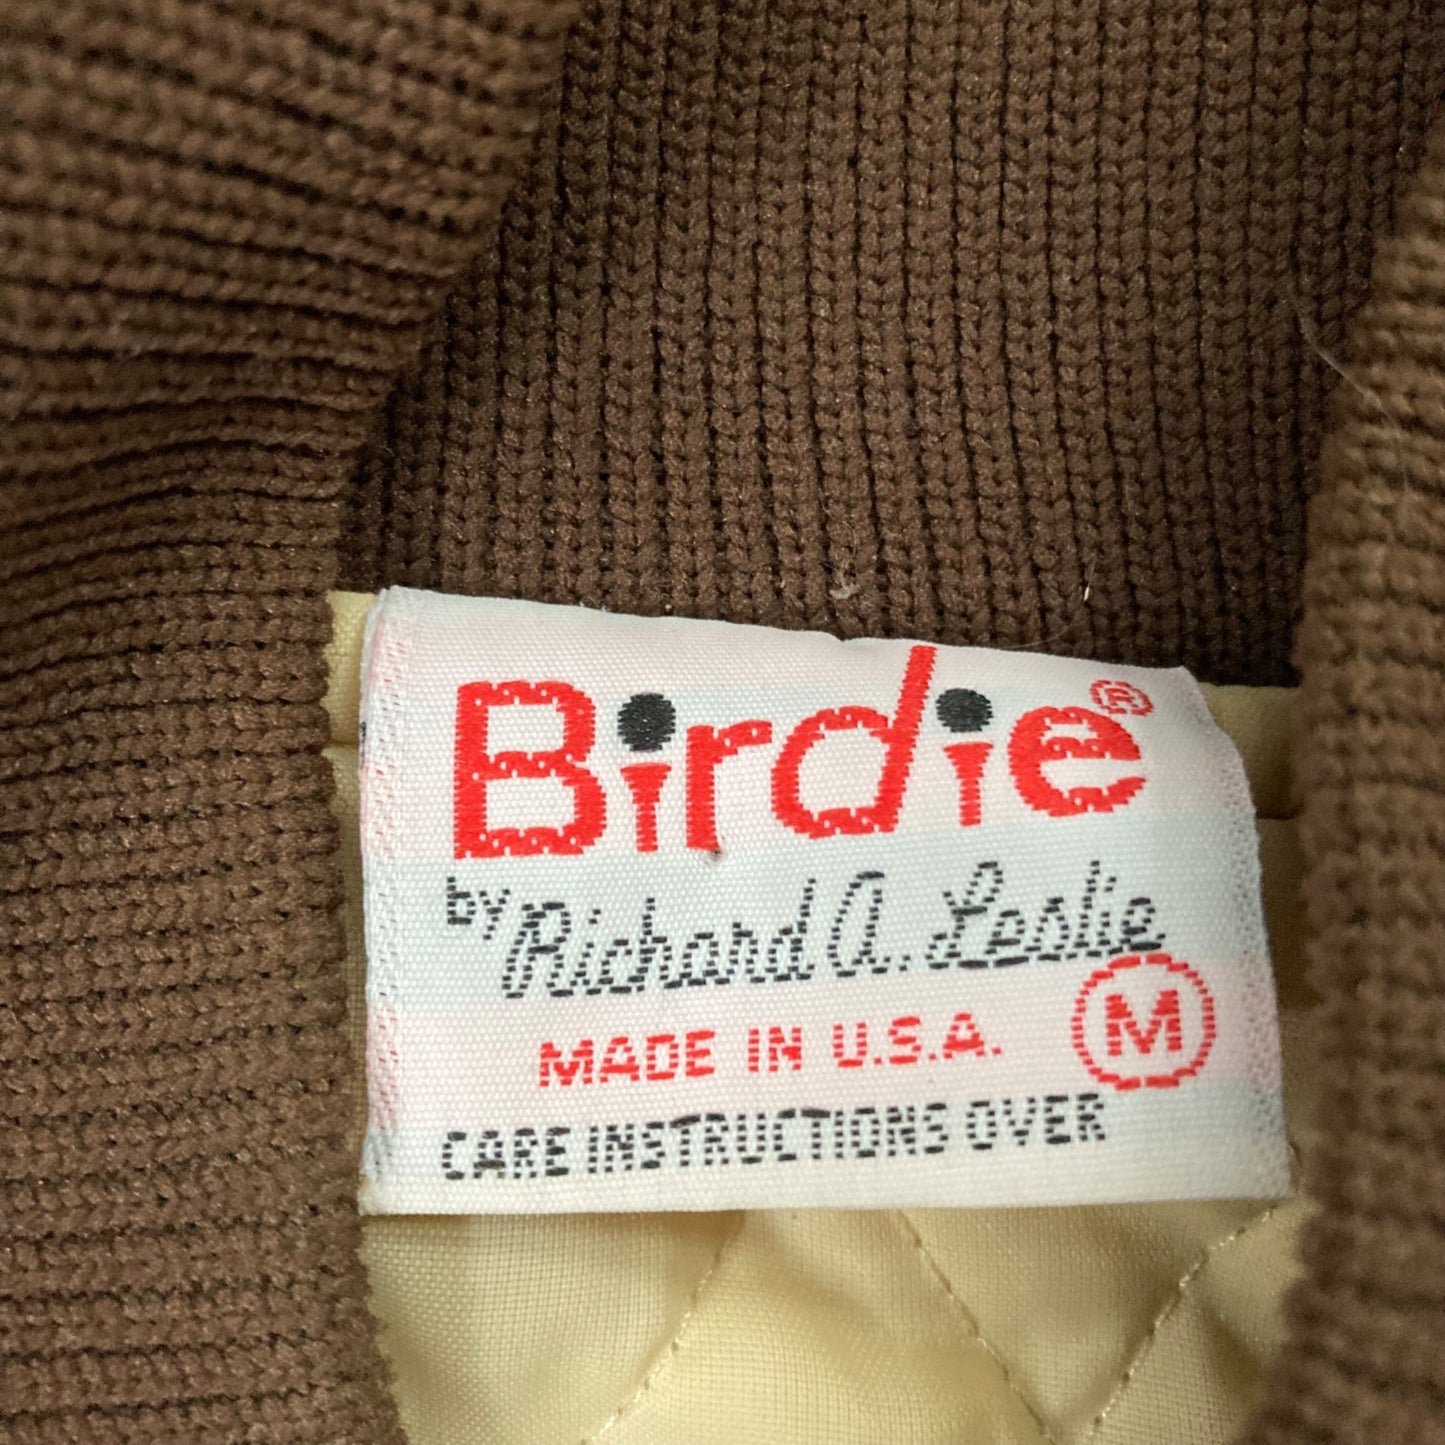 Birdie®
by Richard A. Leslie
MADE IN U.S.A. M
CARE INSTRUCTIONS OVER